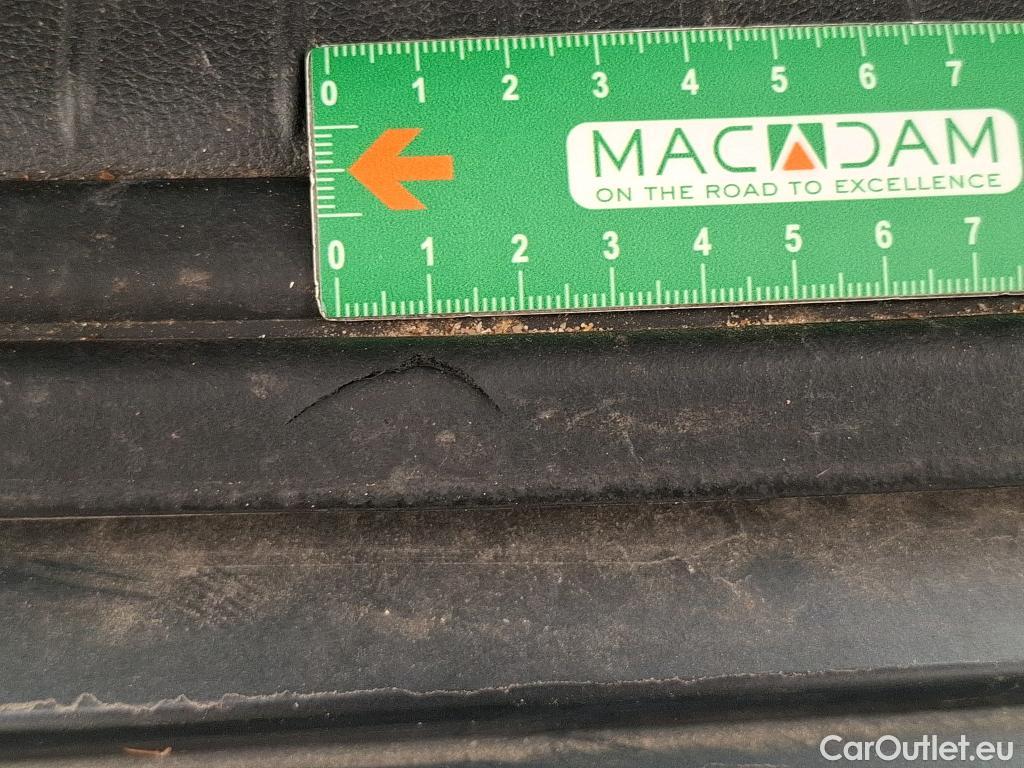 0 1 2 3 4 5 6 7
MACADAM
ON THE ROAD TO EXCELLENCE
0 1 2 3 4 5 6 7
CarOutlet.eu